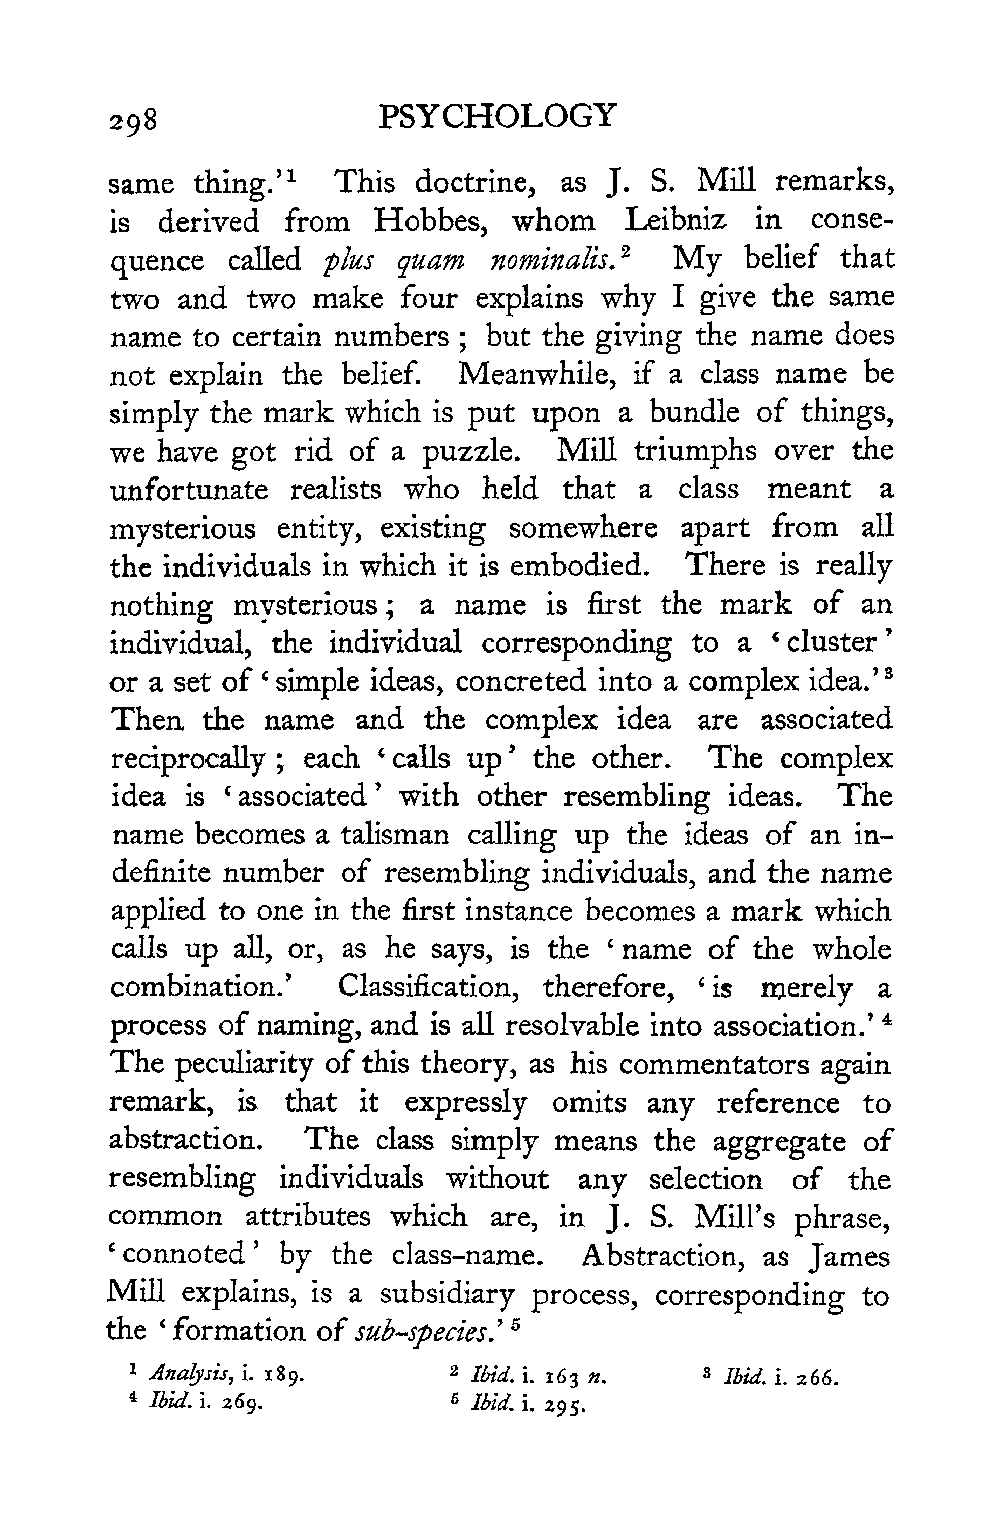 298 PSYCHOLOGY
same thing.’¹ This doctrine, as J. S. Mill remarks,
is derived from Hobbes, whom Leibniz in conse-
quence called plus quam nominalis.² My belief that
two and two make four explains why I give the same
name to certain numbers ; but the giving the name does
not explain the belief. Meanwhile, if a class name be
simply the mark which is put upon a bundle of things,
we have got rid of a puzzle. Mill triumphs over the
unfortunate realists who held that a class meant a
mysterious entity, existing somewhere apart from all
the individuals in which it is embodied. There is really
nothing mysterious ; a name is first the mark of an
individual, the individual corresponding to a ‘ cluster ’
or a set of ‘ simple ideas, concreted into a complex idea.’³
Then the name and the complex idea are associated
reciprocally ; each ‘ calls up ’ the other. The complex
idea is ‘ associated ’ with other resembling ideas. The
name becomes a talisman calling up the ideas of an in-
definite number of resembling individuals, and the name
applied to one in the first instance becomes a mark which
calls up all, or, as he says, is the ‘ name of the whole
combination.’ Classification, therefore, ‘ is merely a
process of naming, and is all resolvable into association.’ ⁴
The peculiarity of this theory, as his commentators again
remark, is that it expressly omits any reference to
abstraction. The class simply means the aggregate of
resembling individuals without any selection of the
common attributes which are, in J. S. Mill’s phrase,
‘ connoted ’ by the class-name. Abstraction, as James
Mill explains, is a subsidiary process, corresponding to
the ‘ formation of sub-species.’ ⁵
¹ Analysis, i. 189. ² Ibid. i. 163 n. ³ Ibid. i. 266.
⁴ Ibid. i. 269. ⁵ Ibid. i. 295.